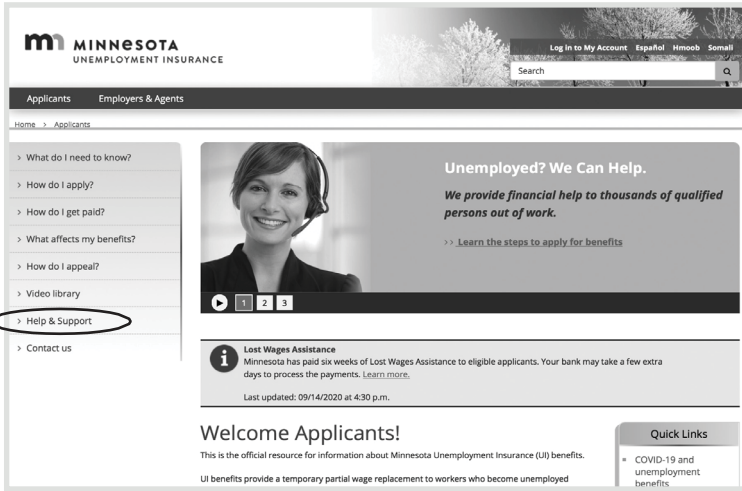 MINNESOTA
UNEMPLOYMENT INSURANCE
Log in to My Account Español Hmoob Somali
Search
Applicants Employers & Agents
Home > Applicants
> What do I need to know?
> How do I apply?
> How do I get paid?
> What affects my benefits?
> How do I appeal?
> Video library
> Help & Support
> Contact us
Unemployed? We Can Help.
We provide financial help to thousands of qualified
persons out of work.
>> Learn the steps to apply for benefits
1 2 3
Lost Wages Assistance
Minnesota has paid six weeks of Lost Wages Assistance to eligible applicants. Your bank may take a few extra
days to process the payments. Learn more.
Last updated: 09/14/2020 at 4:30 p.m.
Welcome Applicants!
This is the official resource for information about Minnesota Unemployment Insurance (UI) benefits.
UI benefits provide a temporary partial wage replacement to workers who become unemployed
Quick Links
COVID-19 and
unemployment
benefits